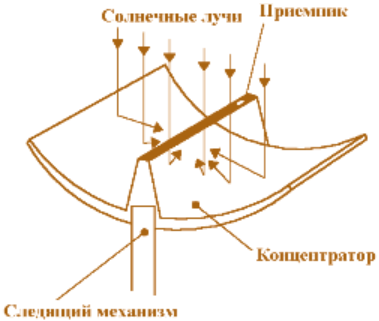 Солнечные лучи
Приемник
Концентратор
Следящий механизм